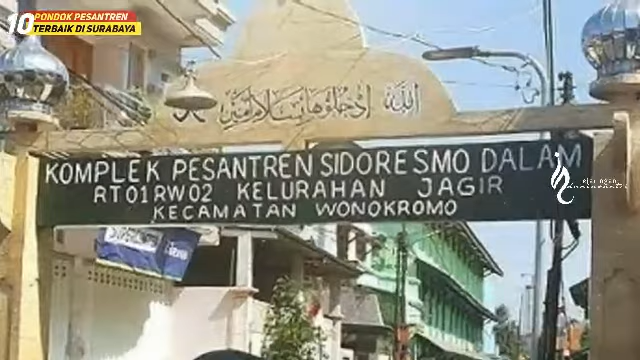 10 PONDOK PESANTREN
TERBAIK DI SURABAYA
الله ادخلوها بسلام آمنين
KOMPLEK PESANTREN SIDORESMO DALAM
RT01 RW02 KELURAHAN JAGIR
KECAMATAN WONOKROMO